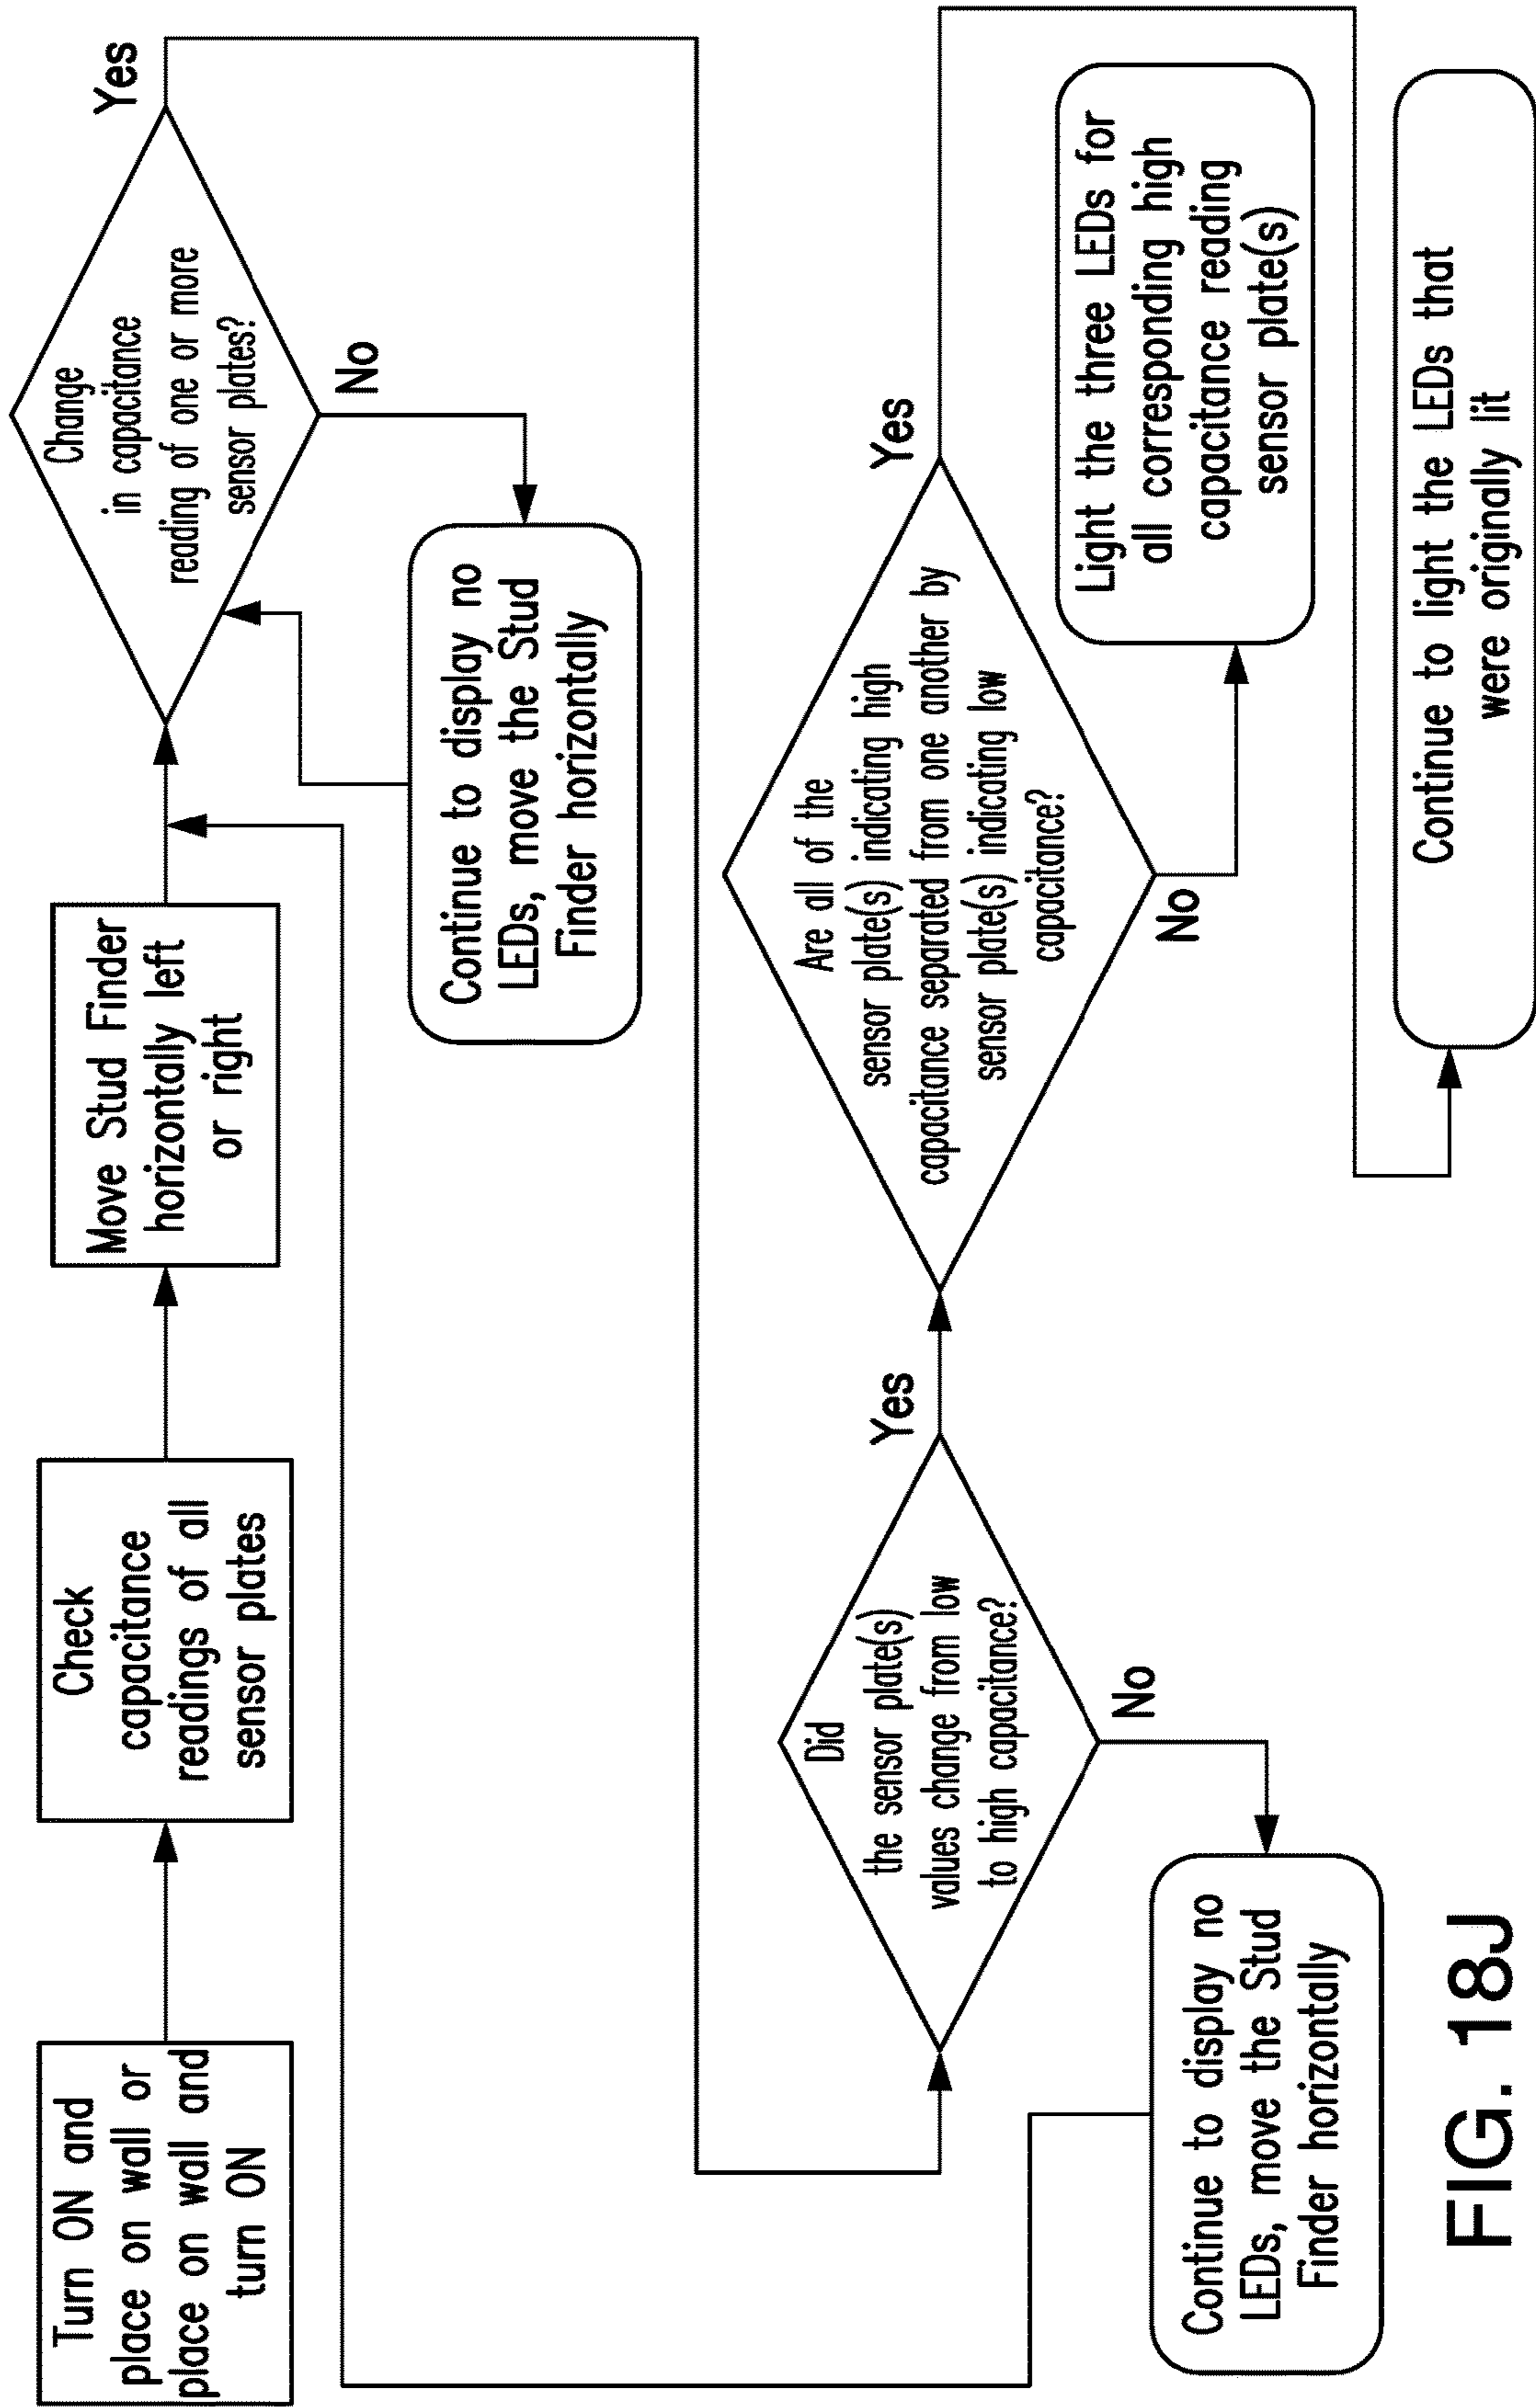 Turn ON and
place on wall or
place on wall and
turn ON
Check
capacitance
readings of all
sensor plates
Move Stud Finder
horizontally left
or right
Change
in capacitance
reading of one or more
sensor plates?
Yes
No
Continue to display no
LEDs, move the Stud
Finder horizontally
Did
the sensor plate(s)
values change from low
to high capacitance?
Yes
No
Continue to display no
LEDs, move the Stud
Finder horizontally
Are all of the
sensor plate(s) indicating high
capacitance separated from one another by
sensor plate(s) indicating low
capacitance?
Yes
No
Light the three LEDs for
all corresponding high
capacitance reading
sensor plate(s)
Continue to light the LEDs that
were originally lit
FIG. 18J